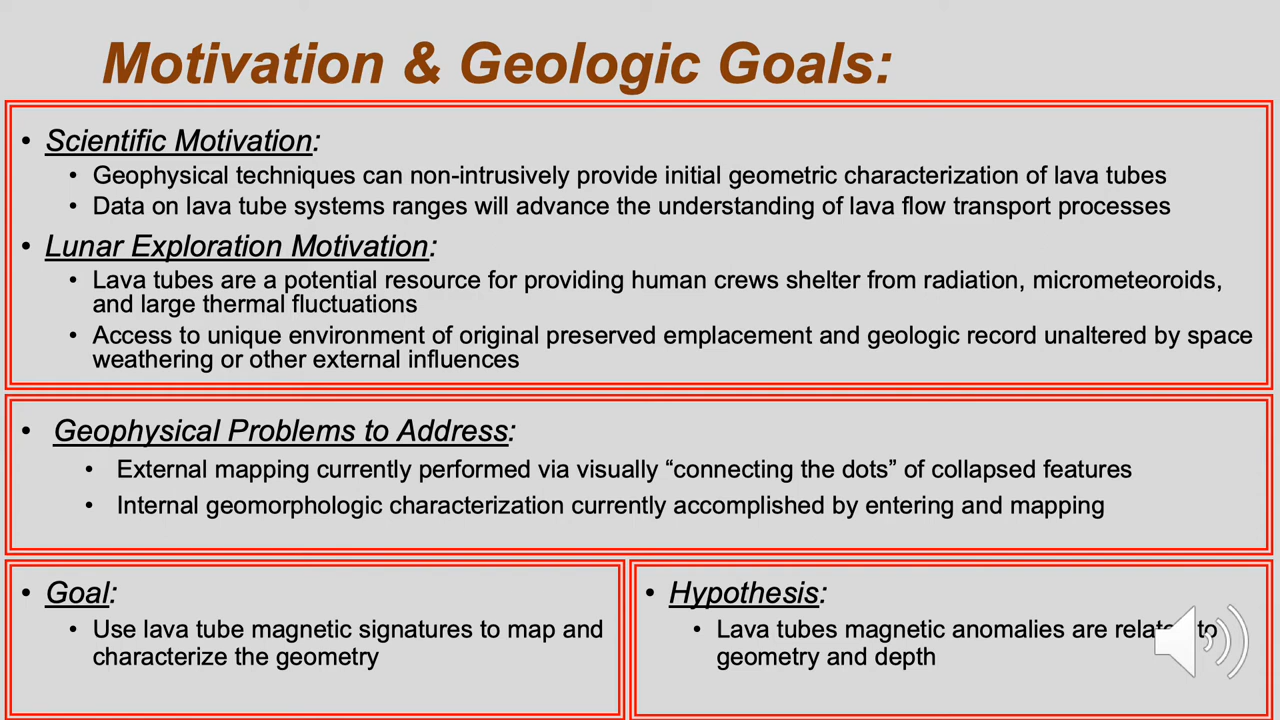 Motivation & Geologic Goals:
• Scientific Motivation:
• Geophysical techniques can non-intrusively provide initial geometric characterization of lava tubes
• Data on lava tube systems ranges will advance the understanding of lava flow transport processes
• Lunar Exploration Motivation:
• Lava tubes are a potential resource for providing human crews shelter from radiation, micrometeoroids,
and large thermal fluctuations
• Access to unique environment of original preserved emplacement and geologic record unaltered by space
weathering or other external influences
• Geophysical Problems to Address:
• External mapping currently performed via visually “connecting the dots” of collapsed features
• Internal geomorphologic characterization currently accomplished by entering and mapping
• Goal:
• Use lava tube magnetic signatures to map and
characterize the geometry
• Hypothesis:
• Lava tubes magnetic anomalies are related to
geometry and depth